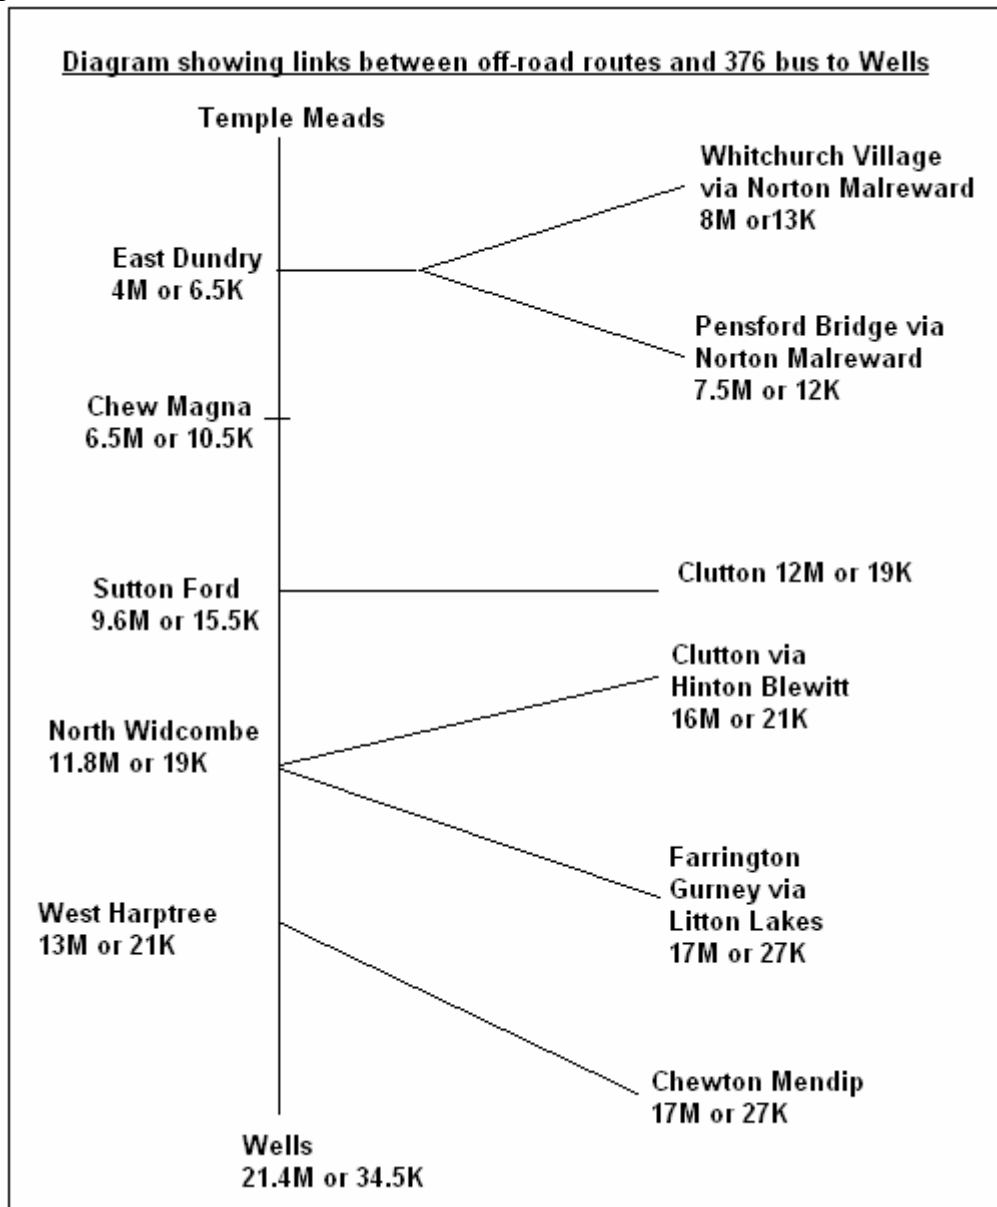 Diagram showing links between off-road routes and 376 bus to Wells
Temple Meads
Whitchurch Village
via Norton Malreward
8M or13K
East Dundry
4M or 6.5K
Pensford Bridge via
Norton Malreward
7.5M or 12K
Chew Magna
6.5M or 10.5K
Sutton Ford
9.6M or 15.5K
Clutton 12M or 19K
Clutton via
Hinton Blewitt
16M or 21K
North Widcombe
11.8M or 19K
Farrington
Gurney via
Litton Lakes
17M or 27K
West Harptree
13M or 21K
Chewton Mendip
17M or 27K
Wells
21.4M or 34.5K